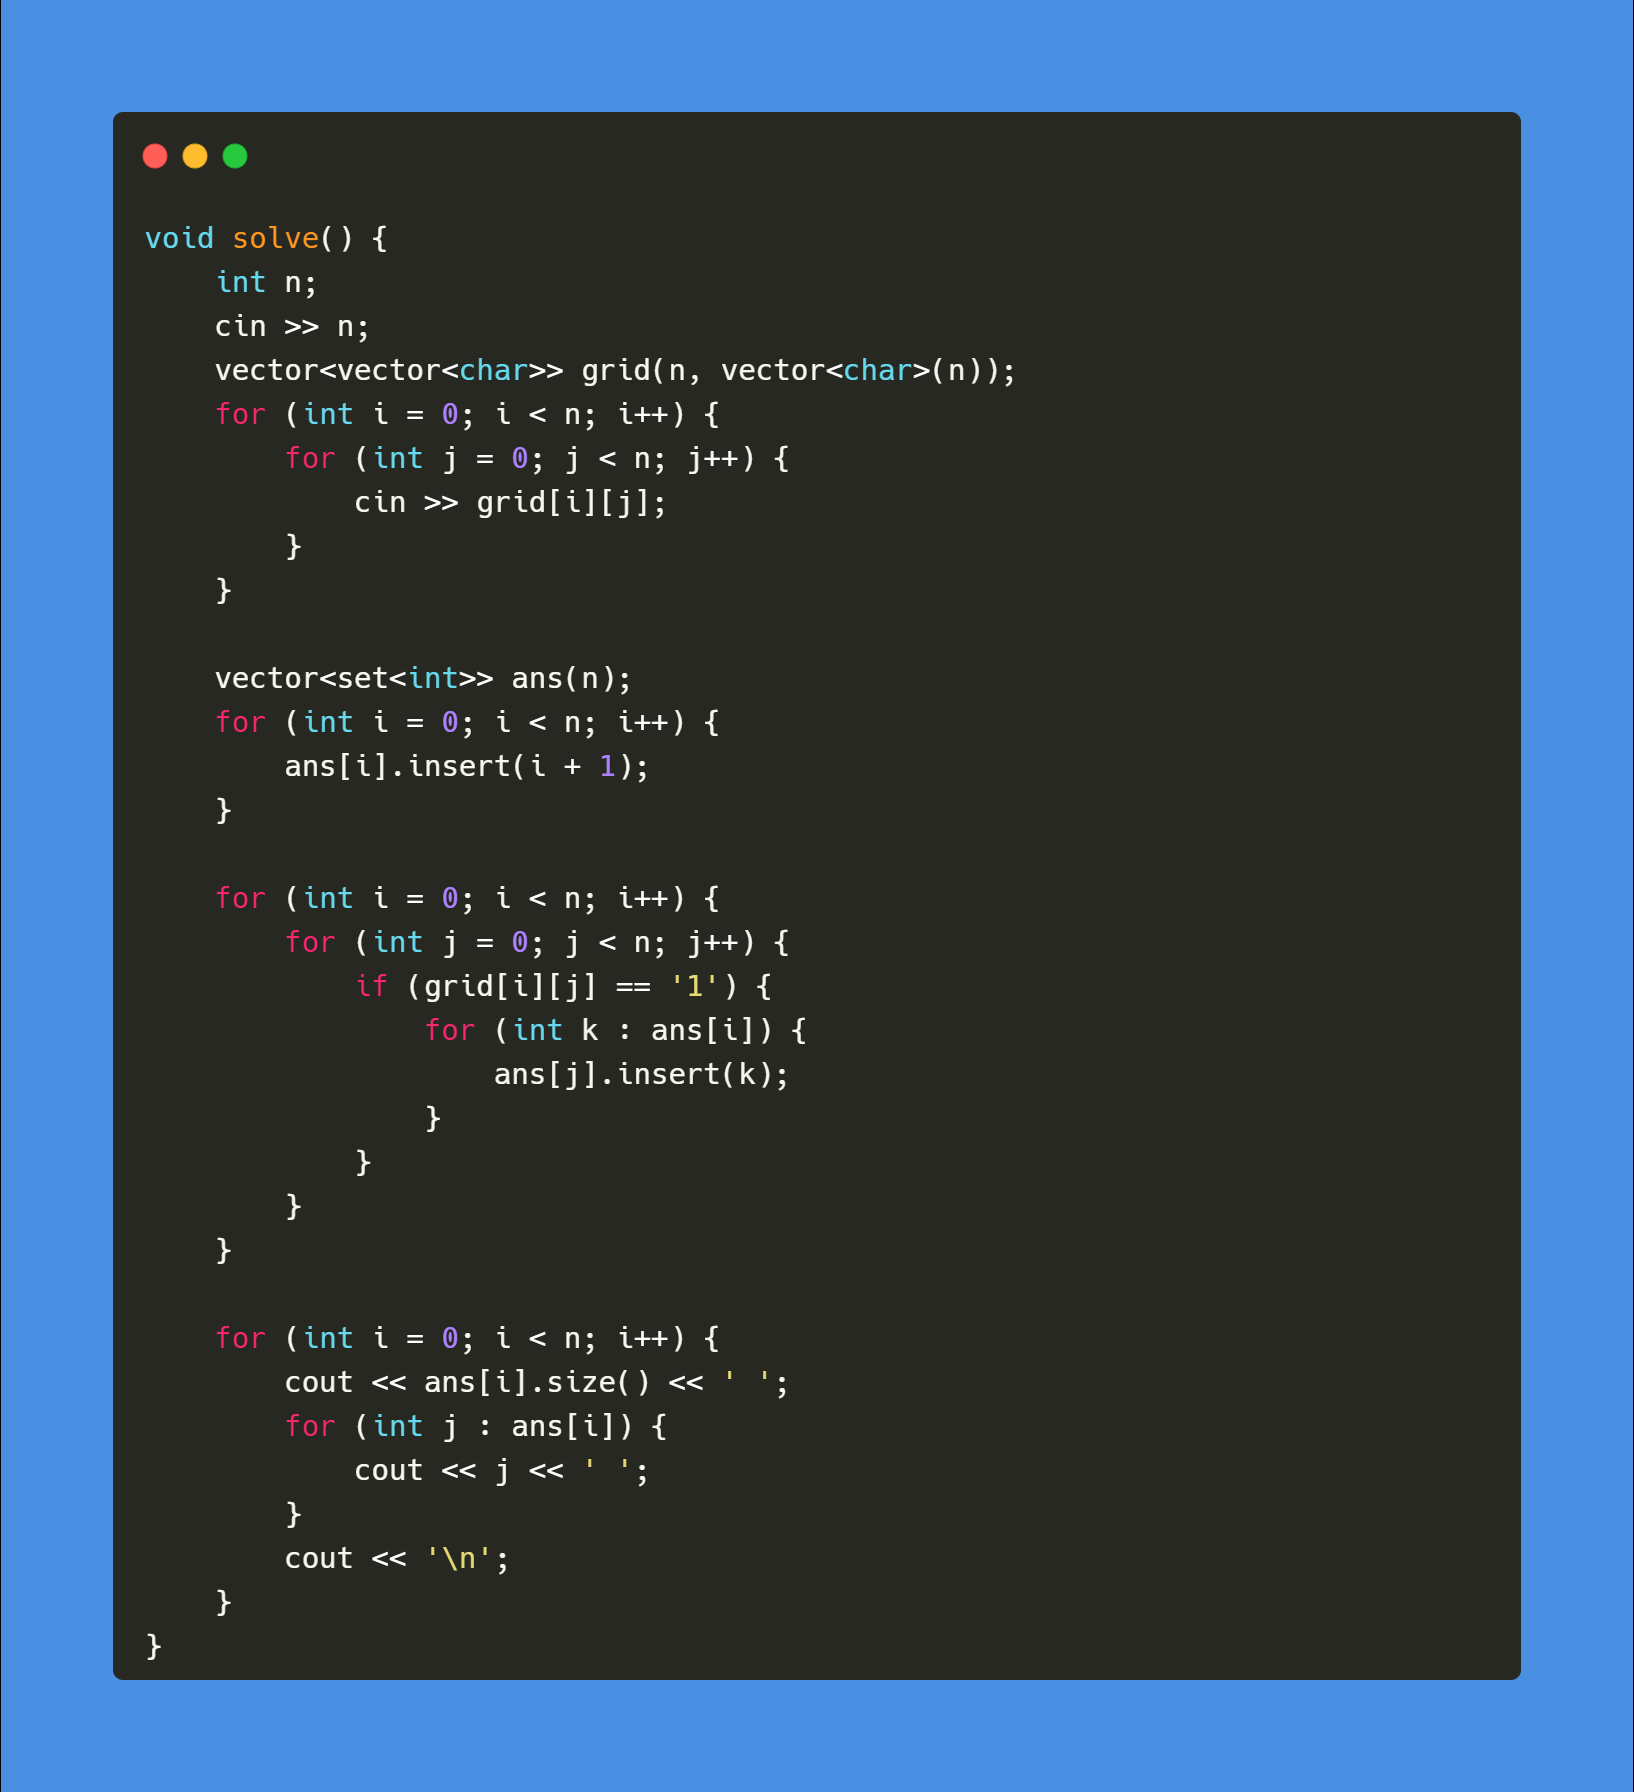 void solve() {
    int n;
    cin >> n;
    vector<vector<char>> grid(n, vector<char>(n));
    for (int i = 0; i < n; i++) {
        for (int j = 0; j < n; j++) {
            cin >> grid[i][j];
        }
    }

    vector<set<int>> ans(n);
    for (int i = 0; i < n; i++) {
        ans[i].insert(i + 1);
    }

    for (int i = 0; i < n; i++) {
        for (int j = 0; j < n; j++) {
            if (grid[i][j] == '1') {
                for (int k : ans[i]) {
                    ans[j].insert(k);
                }
            }
        }
    }

    for (int i = 0; i < n; i++) {
        cout << ans[i].size() << ' ';
        for (int j : ans[i]) {
            cout << j << ' ';
        }
        cout << '\n';
    }
}